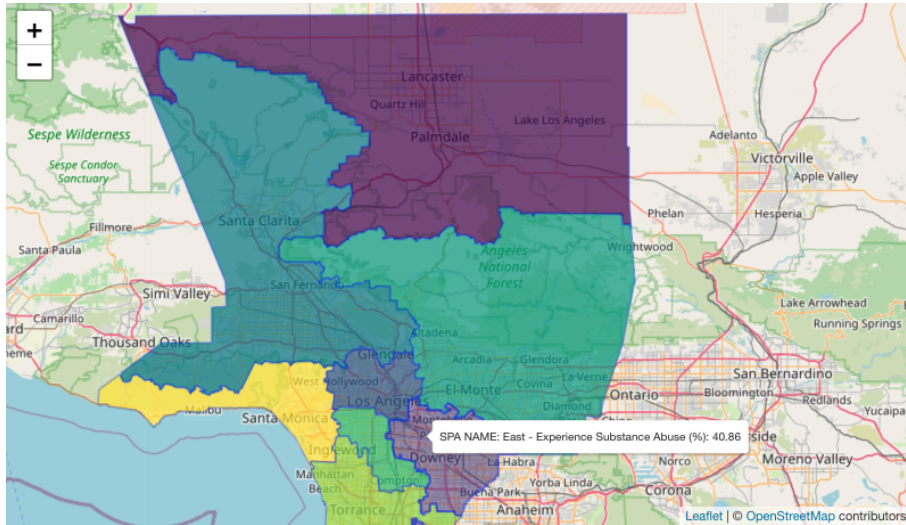 +
−
Lancaster
Quartz Hill
Lake Los Angeles
Palmdale
Adelanto
Victorville
Apple Valley
Sespe Wilderness
Sespe Condor
Sanctuary
Santa Clarita
Phelan
Hesperia
Fillmore
Santa Paula
Wrightwood
Angeles
National
Forest
San Fernand
Simi Valley
Lake Arrowhead
Running Springs
Camarillo
Thousand Oaks
Altadena
Glendale
Arcadia
Glendora
La Verne
San Bernardino
West Hollywood
El Monte
Covina
Ontario
Bloomington
Redlands
Yucaipa
Los Angeles
Diamond
Malibu
Santa Monica
SPA NAME: East - Experience Substance Abuse (%): 40.86
Inglewood
Downey
La Habra
Norco
Moreno Valley
Manhattan
Beach
Compton
Buena Park
Yorba Linda
Corona
Torrance
Anaheim
Leaflet | © OpenStreetMap contributors